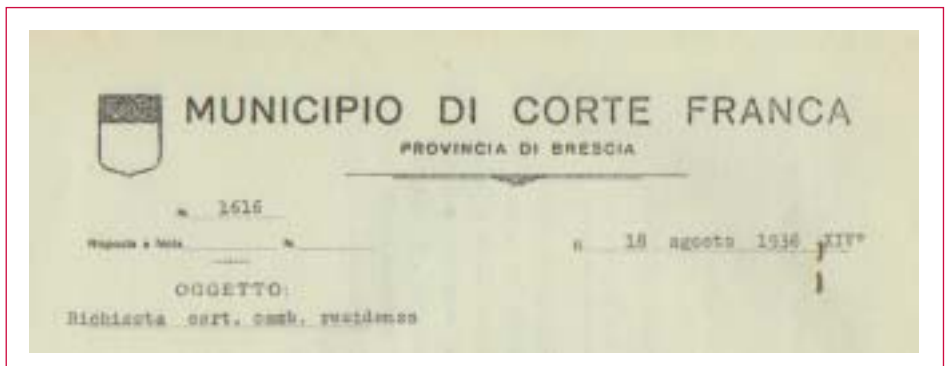 MUNICIPIO DI CORTE FRANCA
PROVINCIA DI BRESCIA
N. 1616
Risposta a Nota N.
li 18 agosto 1936 XIV°
OGGETTO:
Richiesta cert. camb. residenza